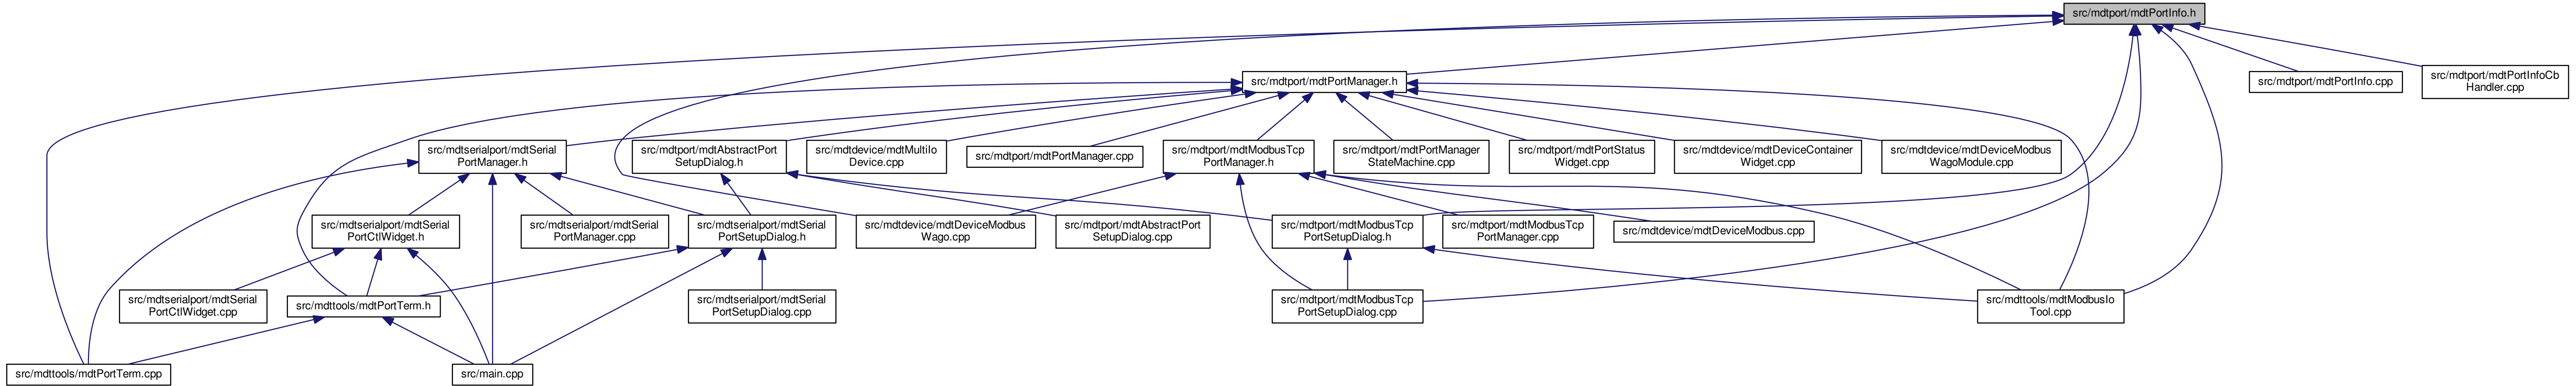 src/mdtport/mdtPortInfo.h
src/mdtport/mdtPortManager.h
src/mdtport/mdtPortInfo.cpp
src/mdtport/mdtPortInfoCb
Handler.cpp
src/mdtserialport/mdtSerial
PortManager.h
src/mdtport/mdtAbstractPort
SetupDialog.h
src/mdtdevice/mdtMultiIo
Device.cpp
src/mdtport/mdtPortManager.cpp
src/mdtport/mdtModbusTcp
PortManager.h
src/mdtport/mdtPortManager
StateMachine.cpp
src/mdtport/mdtPortStatus
Widget.cpp
src/mdtdevice/mdtDeviceContainer
Widget.cpp
src/mdtdevice/mdtDeviceModbus
WagoModule.cpp
src/mdtserialport/mdtSerial
PortCtlWidget.h
src/mdtserialport/mdtSerial
PortManager.cpp
src/mdtserialport/mdtSerial
PortSetupDialog.h
src/mdtdevice/mdtDeviceModbus
Wago.cpp
src/mdtport/mdtAbstractPort
SetupDialog.cpp
src/mdtport/mdtModbusTcp
PortSetupDialog.h
src/mdtport/mdtModbusTcp
PortManager.cpp
src/mdtdevice/mdtDeviceModbus.cpp
src/mdtserialport/mdtSerial
PortCtlWidget.cpp
src/mdttools/mdtPortTerm.h
src/mdtserialport/mdtSerial
PortSetupDialog.cpp
src/mdtport/mdtModbusTcp
PortSetupDialog.cpp
src/mdttools/mdtModbusIo
Tool.cpp
src/mdttools/mdtPortTerm.cpp
src/main.cpp